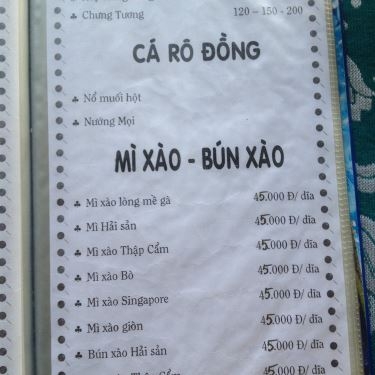 Chưng Tương 120 – 150 - 200
CÁ RÔ ĐỒNG
Nổ muối hột
Nướng Mọi
MÌ XÀO - BÚN XÀO
Mì xào lòng mề gà 45.000 Đ/ dĩa
Mì Hải sản 45.000 Đ/ dĩa
Mì xào Thập Cẩm 45.000 Đ/ dĩa
Mì xào Bò 45.000 Đ/ dĩa
Mì xào Singapore 45.000 Đ/ dĩa
Mì xào giòn 45.000 Đ/ dĩa
Bún xào Hải sản 45.000 Đ/ dĩa
45.000 Đ/ dĩa